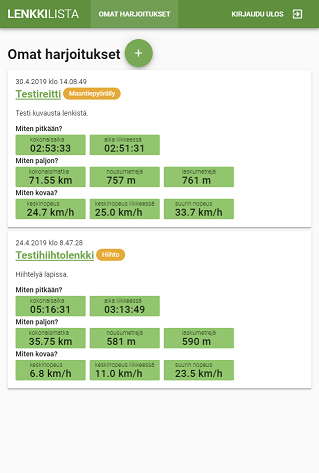 LENKKILISTA OMAT HARJOITUKSET KIRJAUDU ULOS
Omat harjoitukset +
30.4.2019 klo 14.08.49
Testireitti Maantiepyöräily
Testi kuvausta lenkistä.
Miten pitkään?
kokonaisaika aika liikkeessä
02:53:33 02:51:31
Miten paljon?
kokonaismatka nousumetrejä laskumetrejä
71.55 km 757 m 761 m
Miten kovaa?
keskinopeus keskinopeus liikkeessä suurin nopeus
24.7 km/h 25.0 km/h 33.7 km/h
24.4.2019 klo 8.47.28
Testihiihtolenkki Hiihto
Hiihtelyä lapissa.
Miten pitkään?
kokonaisaika aika liikkeessä
05:16:31 03:13:49
Miten paljon?
kokonaismatka nousumetrejä laskumetrejä
35.75 km 581 m 590 m
Miten kovaa?
keskinopeus keskinopeus liikkeessä suurin nopeus
6.8 km/h 11.0 km/h 23.5 km/h